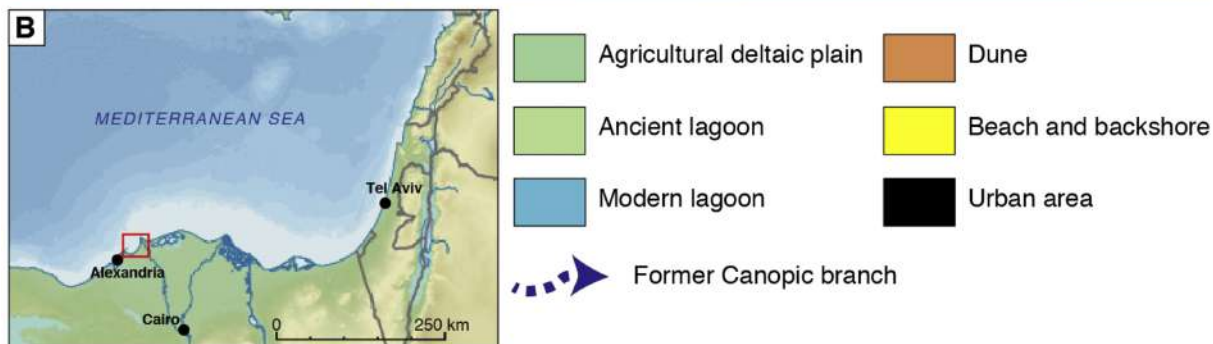 B
MEDITERRANEAN SEA
Tel Aviv
Alexandria
Cairo
0 250 km
Agricultural deltaic plain
Ancient lagoon
Modern lagoon
Dune
Beach and backshore
Urban area
Former Canopic branch